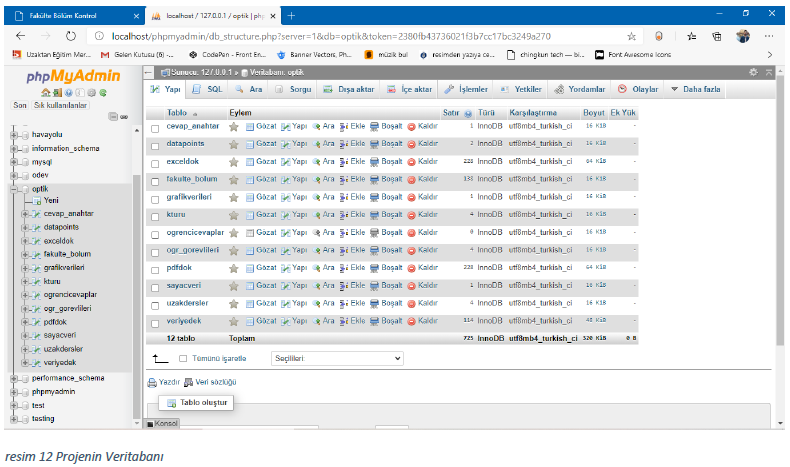 Fakülte Bölüm Kontrol
localhost / 127.0.0.1 / optik | php
localhost/phpmyadmin/db_structure.php?server=1&db=optik&token=2380fb43736021f3b7cc17bc3249a270
Uzaktan Eğitim Mer...
Gelen Kutusu (6) -...
CodePen - Front En...
Banner Vectors, Ph...
müzik bul
resimden yazıya ce...
chingkun tech — bi...
Font Awesome Icons
phpMyAdmin
Son
Sık kullanılanlar
havayolu
information_schema
mysql
odev
optik
Yeni
cevap_anahtar
datapoints
exceldok
fakulte_bolum
grafikverileri
kturu
ogrencicevaplar
ogr_gorevlileri
pdfdok
sayacveri
uzakdersler
veriyedek
performance_schema
phpmyadmin
test
testing
Sunucu: 127.0.0.1 » Veritabanı: optik
Yapı SQL Ara Sorgu Dışa aktar İçe aktar İşlemler Yetkiler Yordamlar Olaylar Daha fazla
Tablo Eylem Satır Türü Karşılaştırma Boyut Ek Yük
cevap_anahtar Gözat Yapı Ara Ekle Boşalt Kaldır 1 InnoDB utf8mb4_turkish_ci 16 KiB -
datapoints Gözat Yapı Ara Ekle Boşalt Kaldır 2 InnoDB utf8mb4_turkish_ci 16 KiB -
exceldok Gözat Yapı Ara Ekle Boşalt Kaldır 228 InnoDB utf8mb4_turkish_ci 64 KiB -
fakulte_bolum Gözat Yapı Ara Ekle Boşalt Kaldır InnoDB utf8mb4_turkish_ci 16 KiB -
grafikverileri Gözat Yapı Ara Ekle Boşalt Kaldır 1 InnoDB utf8mb4_turkish_ci 16 KiB -
kturu Gözat Yapı Ara Ekle Boşalt Kaldır 4 InnoDB utf8mb4_turkish_ci 16 KiB -
ogrencicevaplar Gözat Yapı Ara Ekle Boşalt Kaldır 0 InnoDB utf8mb4_turkish_ci 16 KiB -
ogr_gorevlileri Gözat Yapı Ara Ekle Boşalt Kaldır 4 InnoDB utf8mb4_turkish_ci 16 KiB -
pdfdok Gözat Yapı Ara Ekle Boşalt Kaldır 228 InnoDB utf8mb4_turkish_ci 64 KiB -
sayacveri Gözat Yapı Ara Ekle Boşalt Kaldır 1 InnoDB utf8mb4_turkish_ci 16 KiB -
uzakdersler Gözat Yapı Ara Ekle Boşalt Kaldır 4 InnoDB utf8mb4_turkish_ci 16 KiB -
veriyedek Gözat Yapı Ara Ekle Boşalt Kaldır 114 InnoDB utf8mb4_turkish_ci 48 KiB -
12 tablo Toplam 725 InnoDB utf8mb4_turkish_ci 320 KiB 0 B
Tümünü işaretle Seçilileri:
Yazdır Veri sözlüğü
Tablo oluştur
Konsol
resim 12 Projenin Veritabanı